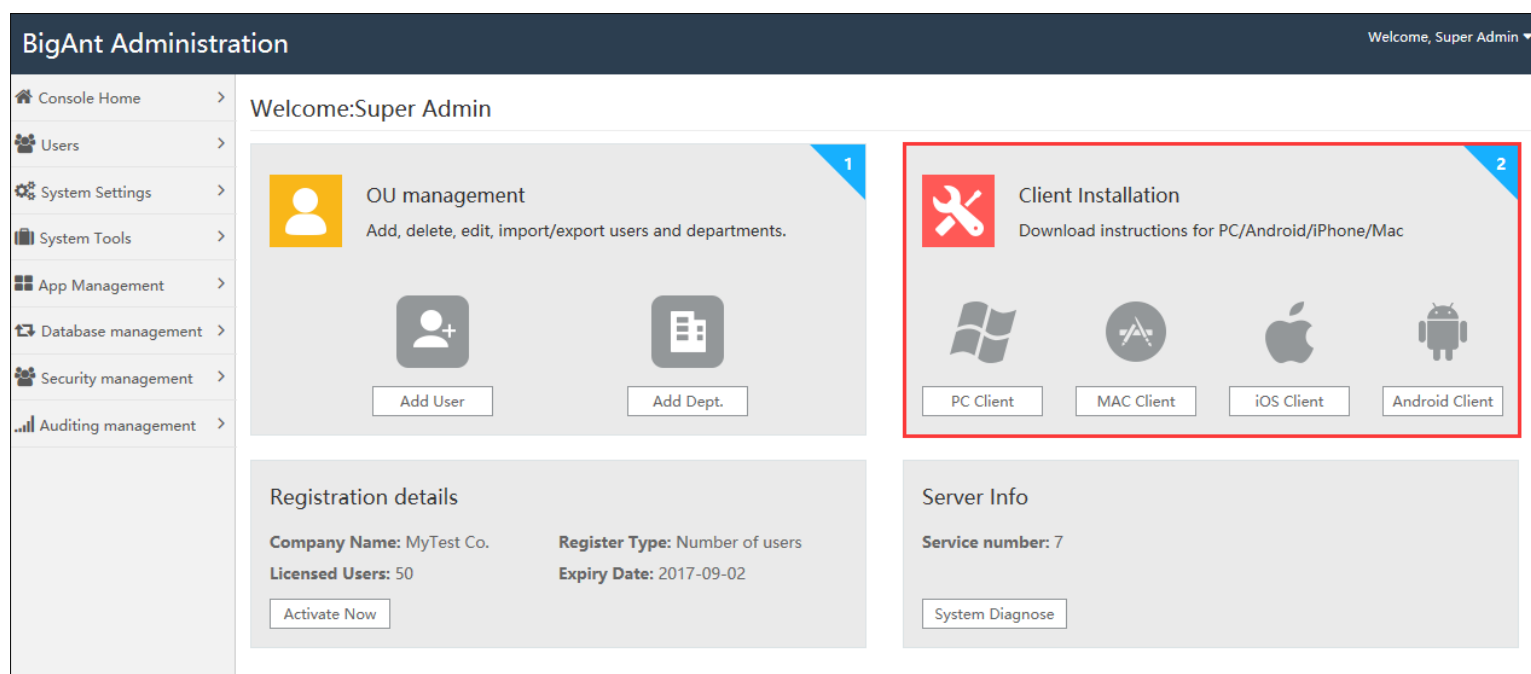 BigAnt Administration
Welcome, Super Admin
Console Home
Users
System Settings
System Tools
App Management
Database management
Security management
Auditing management
Welcome:Super Admin
1
OU management
Add, delete, edit, import/export users and departments.
Add User
Add Dept.
2
Client Installation
Download instructions for PC/Android/iPhone/Mac
PC Client
MAC Client
iOS Client
Android Client
Registration details
Company Name: MyTest Co.
Register Type: Number of users
Licensed Users: 50
Expiry Date: 2017-09-02
Activate Now
Server Info
Service number: 7
System Diagnose